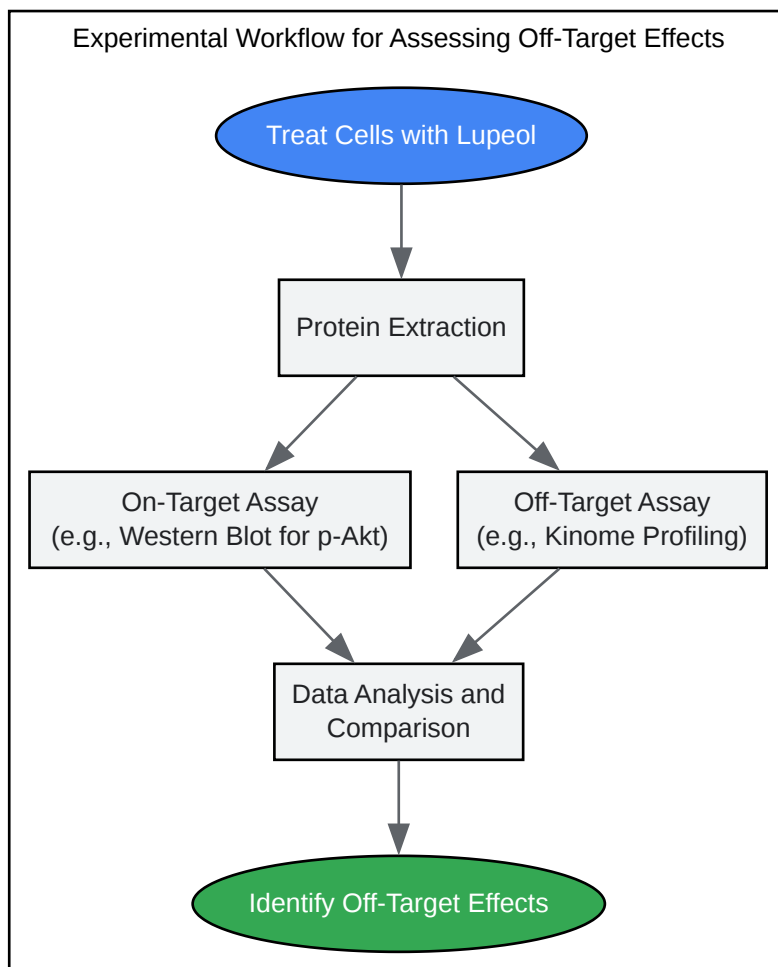 Experimental Workflow for Assessing Off-Target Effects
Treat Cells with Lupeol
Protein Extraction
On-Target Assay
(e.g., Western Blot for p-Akt)
Off-Target Assay
(e.g., Kinome Profiling)
Data Analysis and
Comparison
Identify Off-Target Effects